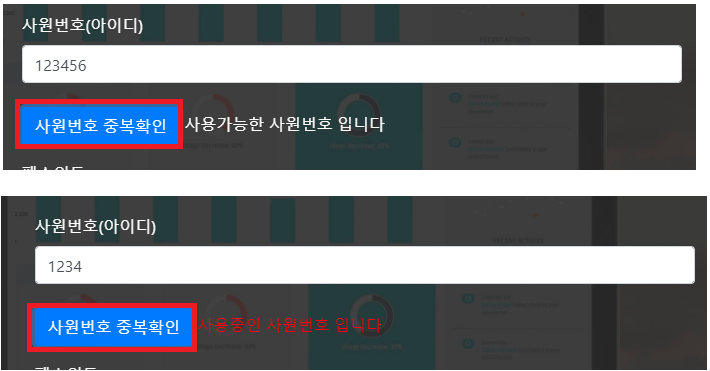 사원번호(아이디)
123456
사원번호 중복확인 사용가능한 사원번호 입니다
사원번호(아이디)
1234
사원번호 중복확인 사용중인 사원번호 입니다